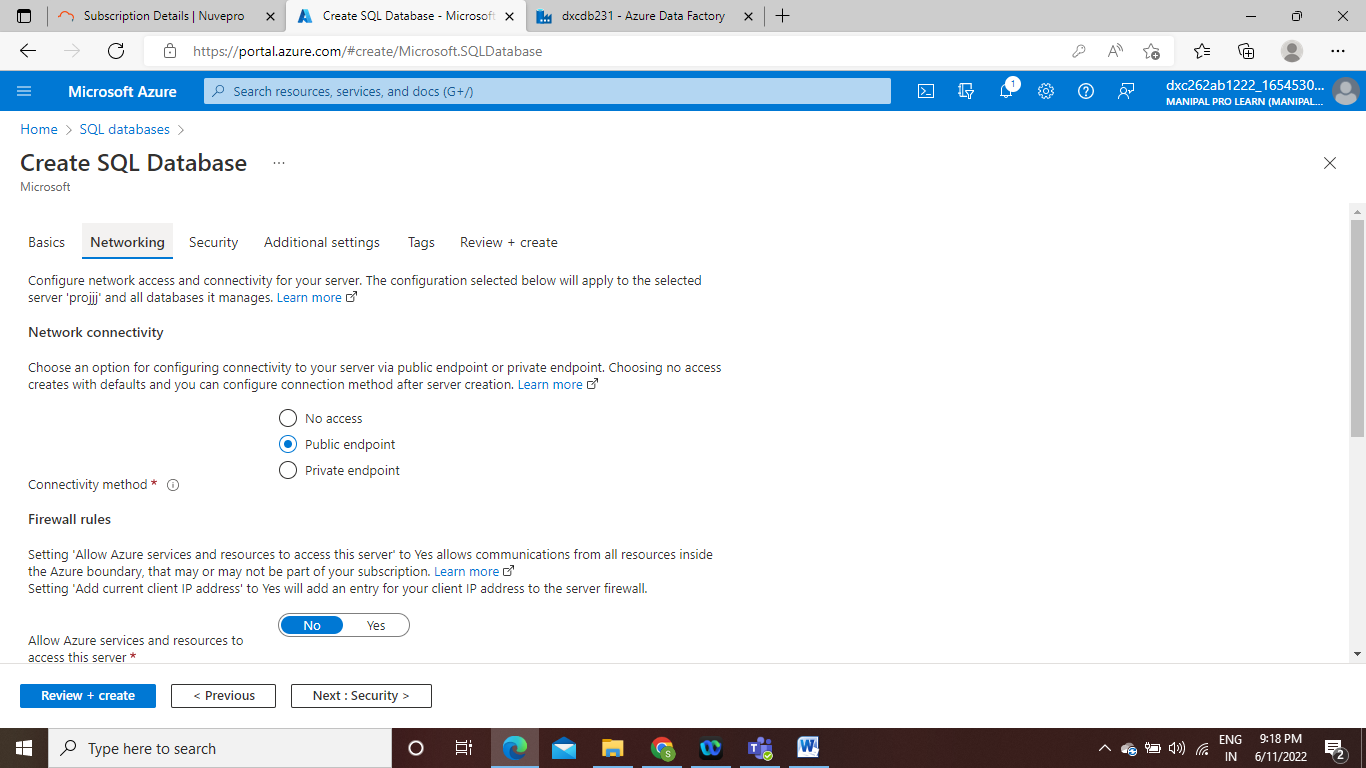 Subscription Details | Nuvepro
Create SQL Database - Microsoft
dxcdb231 - Azure Data Factory
https://portal.azure.com/#create/Microsoft.SQLDatabase
Microsoft Azure
Search resources, services, and docs (G+/)
1
dxc262ab1222_1654530...
MANIPAL PRO LEARN (MANIPAL...
Home > SQL databases >
Create SQL Database ...
Microsoft
Basics Networking Security Additional settings Tags Review + create
Configure network access and connectivity for your server. The configuration selected below will apply to the selected
server 'projjj' and all databases it manages. Learn more
Network connectivity
Choose an option for configuring connectivity to your server via public endpoint or private endpoint. Choosing no access
creates with defaults and you can configure connection method after server creation. Learn more
No access
Public endpoint
Private endpoint
Connectivity method *
Firewall rules
Setting 'Allow Azure services and resources to access this server' to Yes allows communications from all resources inside
the Azure boundary, that may or may not be part of your subscription. Learn more
Setting 'Add current client IP address' to Yes will add an entry for your client IP address to the server firewall.
No Yes
Allow Azure services and resources to
access this server *
Review + create
< Previous
Next : Security >
Type here to search
ENG
IN
9:18 PM
6/11/2022
2